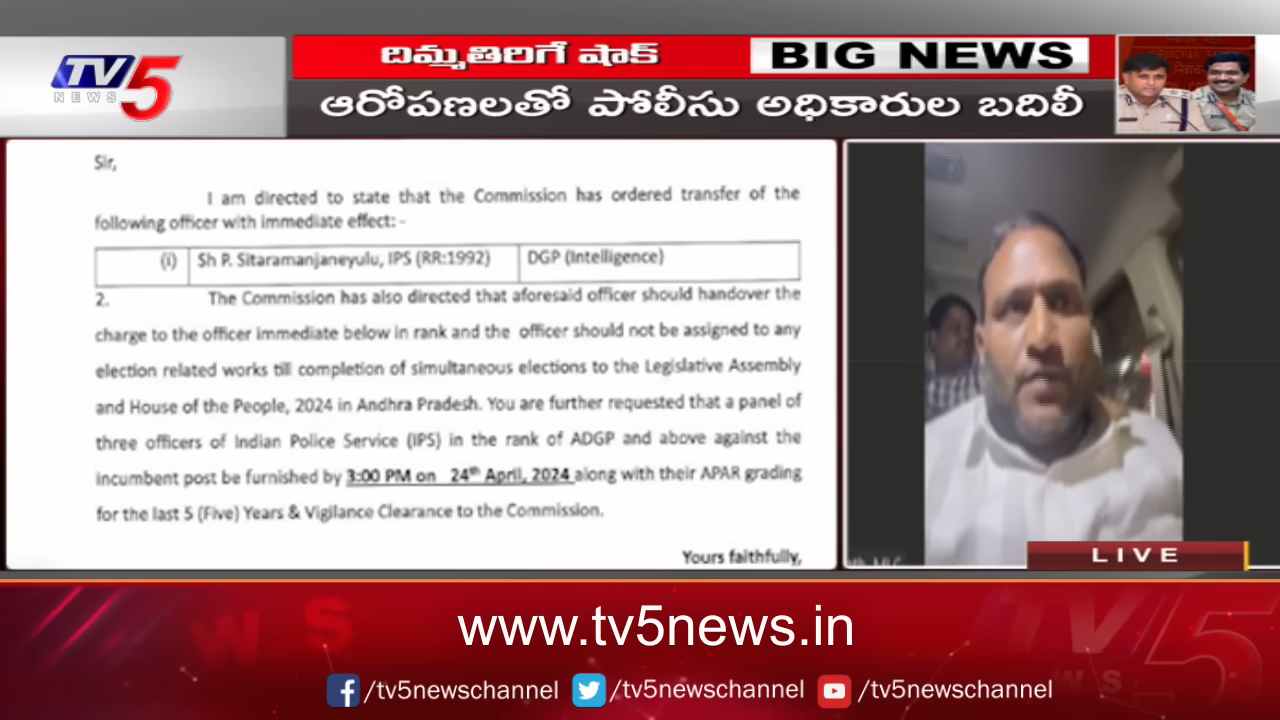 TV5
NEWS
దిమ్మతిరిగే షాక్
BIG NEWS
ఆరోపణలతో పోలీసు అధికారుల బదిలీ
Sir,
I am directed to state that the Commission has ordered transfer of the
following officer with immediate effect: -
(i) Sh P. Sitaramanjaneyulu, IPS (RR:1992) DGP (Intelligence)
2. The Commission has also directed that aforesaid officer should handover the
charge to the officer immediate below in rank and the officer should not be assigned to any
election related works till completion of simultaneous elections to the Legislative Assembly
and House of the People, 2024 in Andhra Pradesh. You are further requested that a panel of
three officers of Indian Police Service (IPS) in the rank of ADGP and above against the
incumbent post be furnished by 3:00 PM on 24th April, 2024 along with their APAR grading
for the last 5 (Five) Years & Vigilance Clearance to the Commission.
Yours faithfully,
LIVE
www.tv5news.in
/tv5newschannel /tv5newschannel /tv5newschannel